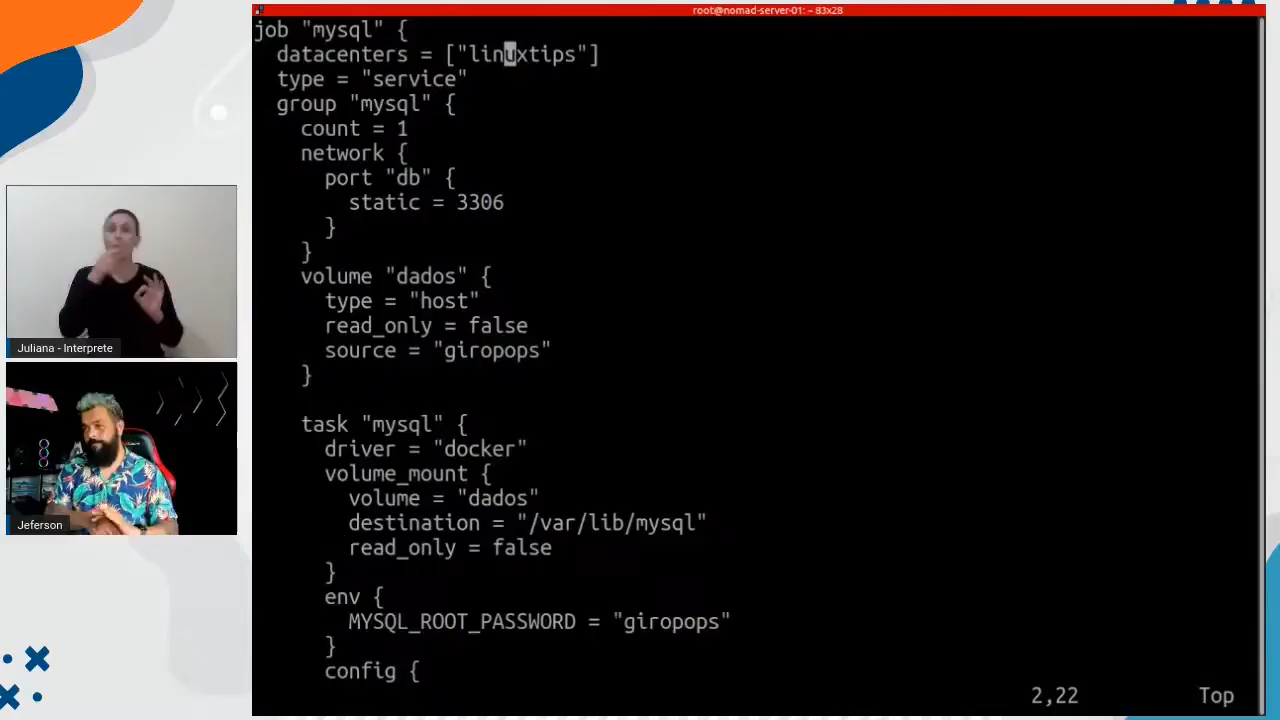 root@nomad-server-01: ~ 83x28
job "mysql" {
datacenters = ["linuxtips"]
type = "service"
group "mysql" {
count = 1
network {
port "db" {
static = 3306
}
}
volume "dados" {
type = "host"
read_only = false
source = "giropops"
}
task "mysql" {
driver = "docker"
volume_mount {
volume = "dados"
destination = "/var/lib/mysql"
read_only = false
}
env {
MYSQL_ROOT_PASSWORD = "giropops"
}
config {
2,22 Top
Juliana - Interprete
Jeferson